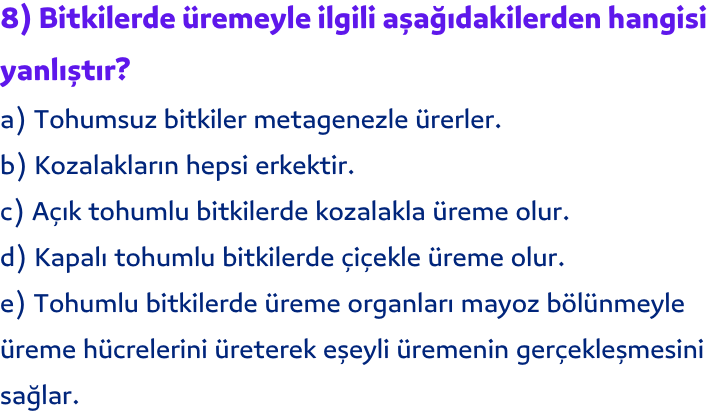 8) Bitkilerde üremeyle ilgili aşağıdakilerden hangisi
yanlıştır?
a) Tohumsuz bitkiler metagenezle ürerler.
b) Kozalakların hepsi erkektir.
c) Açık tohumlu bitkilerde kozalakla üreme olur.
d) Kapalı tohumlu bitkilerde çiçekle üreme olur.
e) Tohumlu bitkilerde üreme organları mayoz bölünmeyle
üreme hücrelerini üreterek eşeyli üremenin gerçekleşmesini
sağlar.